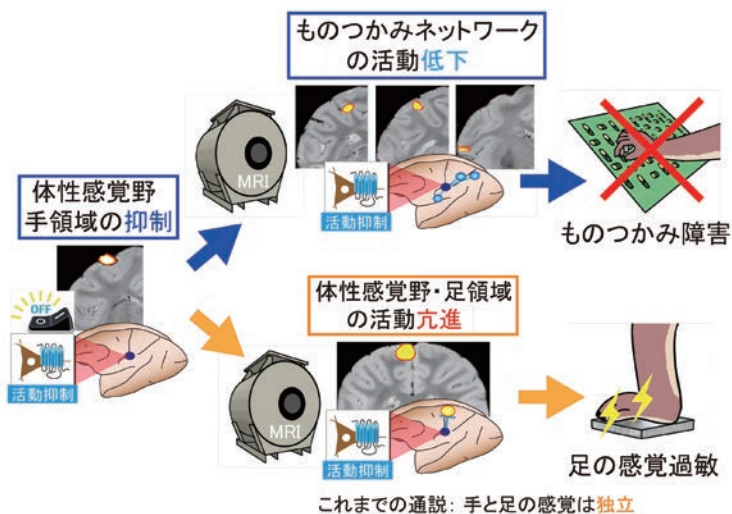 ものつかみネットワーク
の活動低下
MRI
活動抑制
ものつかみ障害
体性感覚野
手領域の抑制
OFF
活動抑制
体性感覚野・足領域
の活動亢進
MRI
活動抑制
足の感覚過敏
これまでの通説: 手と足の感覚は独立